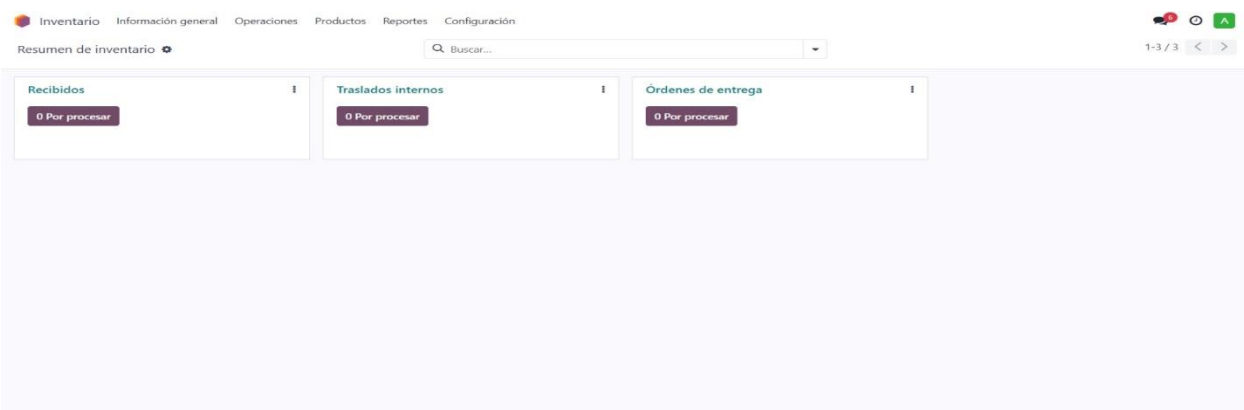 Inventario Información general Operaciones Productos Reportes Configuración 6 A
Resumen de inventario Buscar... 1-3 / 3
Recibidos Traslados internos Órdenes de entrega
0 Por procesar 0 Por procesar 0 Por procesar